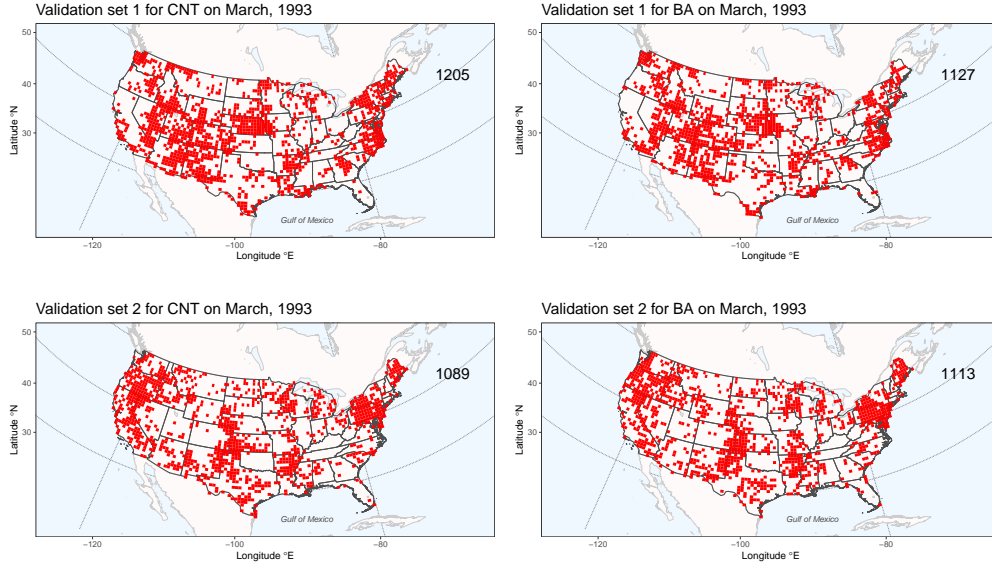 Validation set 1 for CNT on March, 1993
50
40
30
Latitude °N
1205
Gulf of Mexico
−120
−100
−80
Longitude °E
Validation set 1 for BA on March, 1993
50
40
30
Latitude °N
1127
Gulf of Mexico
−120
−100
−80
Longitude °E
Validation set 2 for CNT on March, 1993
50
40
30
Latitude °N
1089
Gulf of Mexico
−120
−100
−80
Longitude °E
Validation set 2 for BA on March, 1993
50
40
30
Latitude °N
1113
Gulf of Mexico
−120
−100
−80
Longitude °E